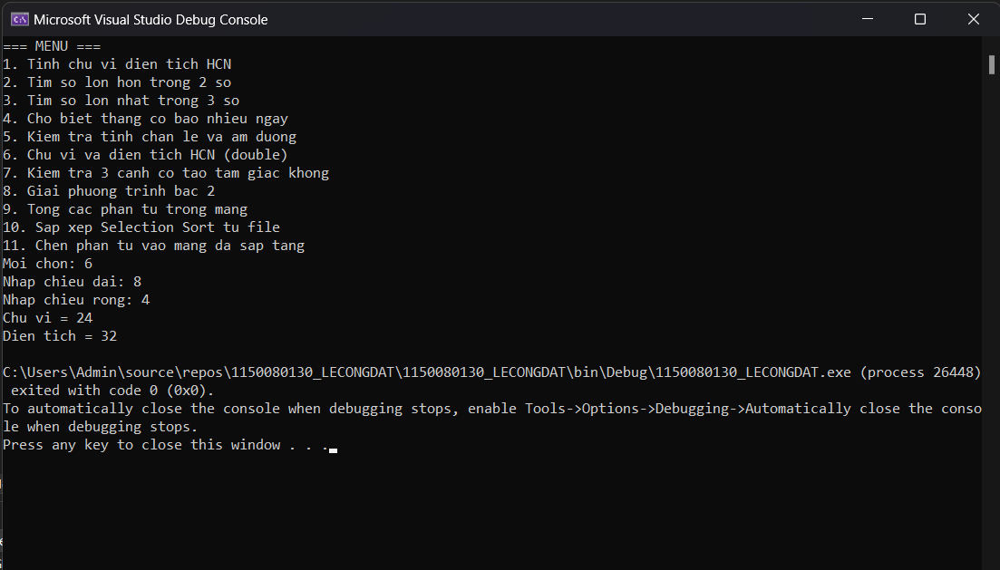 Microsoft Visual Studio Debug Console
=== MENU ===
1. Tinh chu vi dien tich HCN
2. Tim so lon hon trong 2 so
3. Tim so lon nhat trong 3 so
4. Cho biet thang co bao nhieu ngay
5. Kiem tra tinh chan le va am duong
6. Chu vi va dien tich HCN (double)
7. Kiem tra 3 canh co tao tam giac khong
8. Giai phuong trinh bac 2
9. Tong cac phan tu trong mang
10. Sap xep Selection Sort tu file
11. Chen phan tu vao mang da sap tang
Moi chon: 6
Nhap chieu dai: 8
Nhap chieu rong: 4
Chu vi = 24
Dien tich = 32
C:\Users\Admin\source\repos\1150080130_LECONGDAT\1150080130_LECONGDAT\bin\Debug\1150080130_LECONGDAT.exe (process 26448)
 exited with code 0 (0x0).
To automatically close the console when debugging stops, enable Tools->Options->Debugging->Automatically close the conso
le when debugging stops.
Press any key to close this window . . .